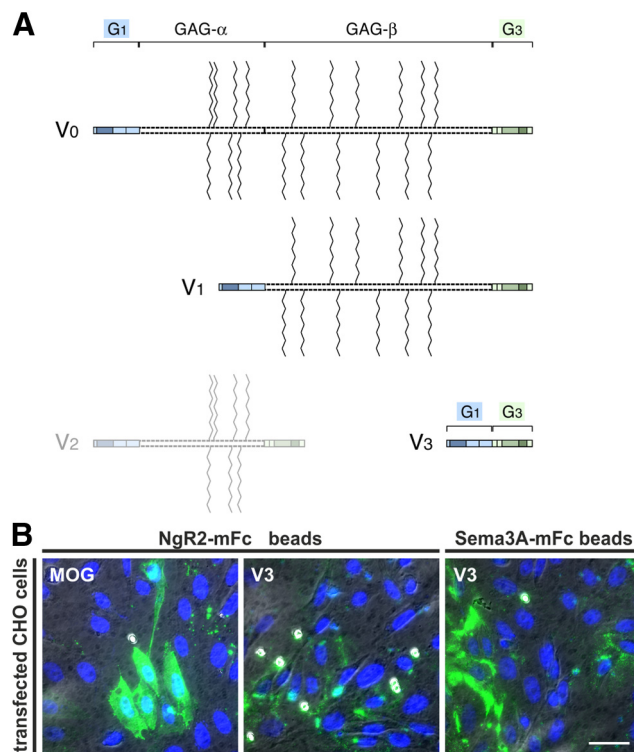 A
G1 GAG-α GAG-β G3
V0
V1
V2
G1 G3
V3
B
NgR2-mFc beads Sema3A-mFc beads
transfected CHO cells
MOG V3 V3